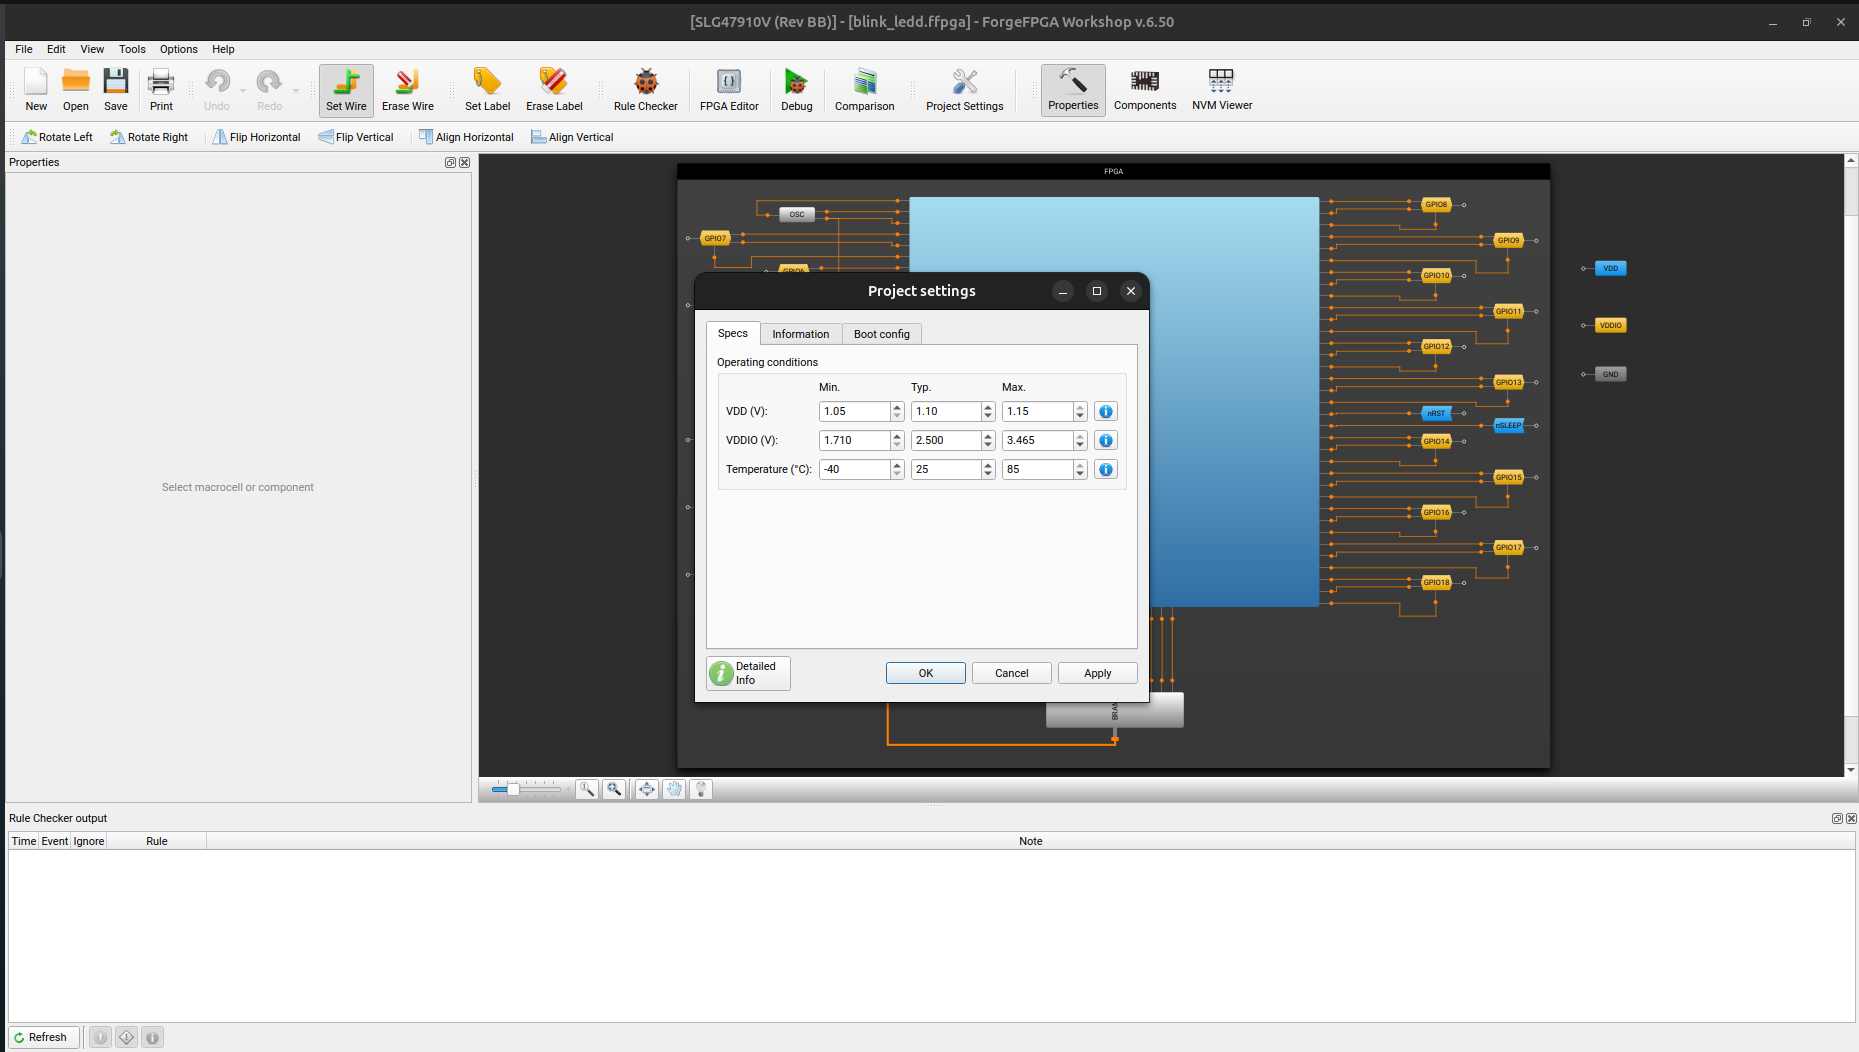 [SLG47910V (Rev BB)] - [blink_ledd.ffpga] - ForgeFPGA Workshop v.6.50
File Edit View Tools Options Help
New Open Save Print Undo Redo Set Wire Erase Wire Set Label Erase Label Rule Checker FPGA Editor Debug Comparison Project Settings Properties Components NVM Viewer
Rotate Left Rotate Right Flip Horizontal Flip Vertical Align Horizontal Align Vertical
Properties
Select macrocell or component
FPGA
OSC
GPIO7
GPIO6
GPIO8
GPIO9
GPIO10
GPIO11
GPIO12
GPIO13
nRST
nSLEEP
GPIO14
GPIO15
GPIO16
GPIO17
GPIO18
VDD
VDDIO
GND
Project settings
Specs Information Boot config
Operating conditions
Min. Typ. Max.
VDD (V): 1.05 1.10 1.15
VDDIO (V): 1.710 2.500 3.465
Temperature (°C): -40 25 85
Detailed
Info
OK Cancel Apply
Rule Checker output
Time Event Ignore Rule Note
Refresh